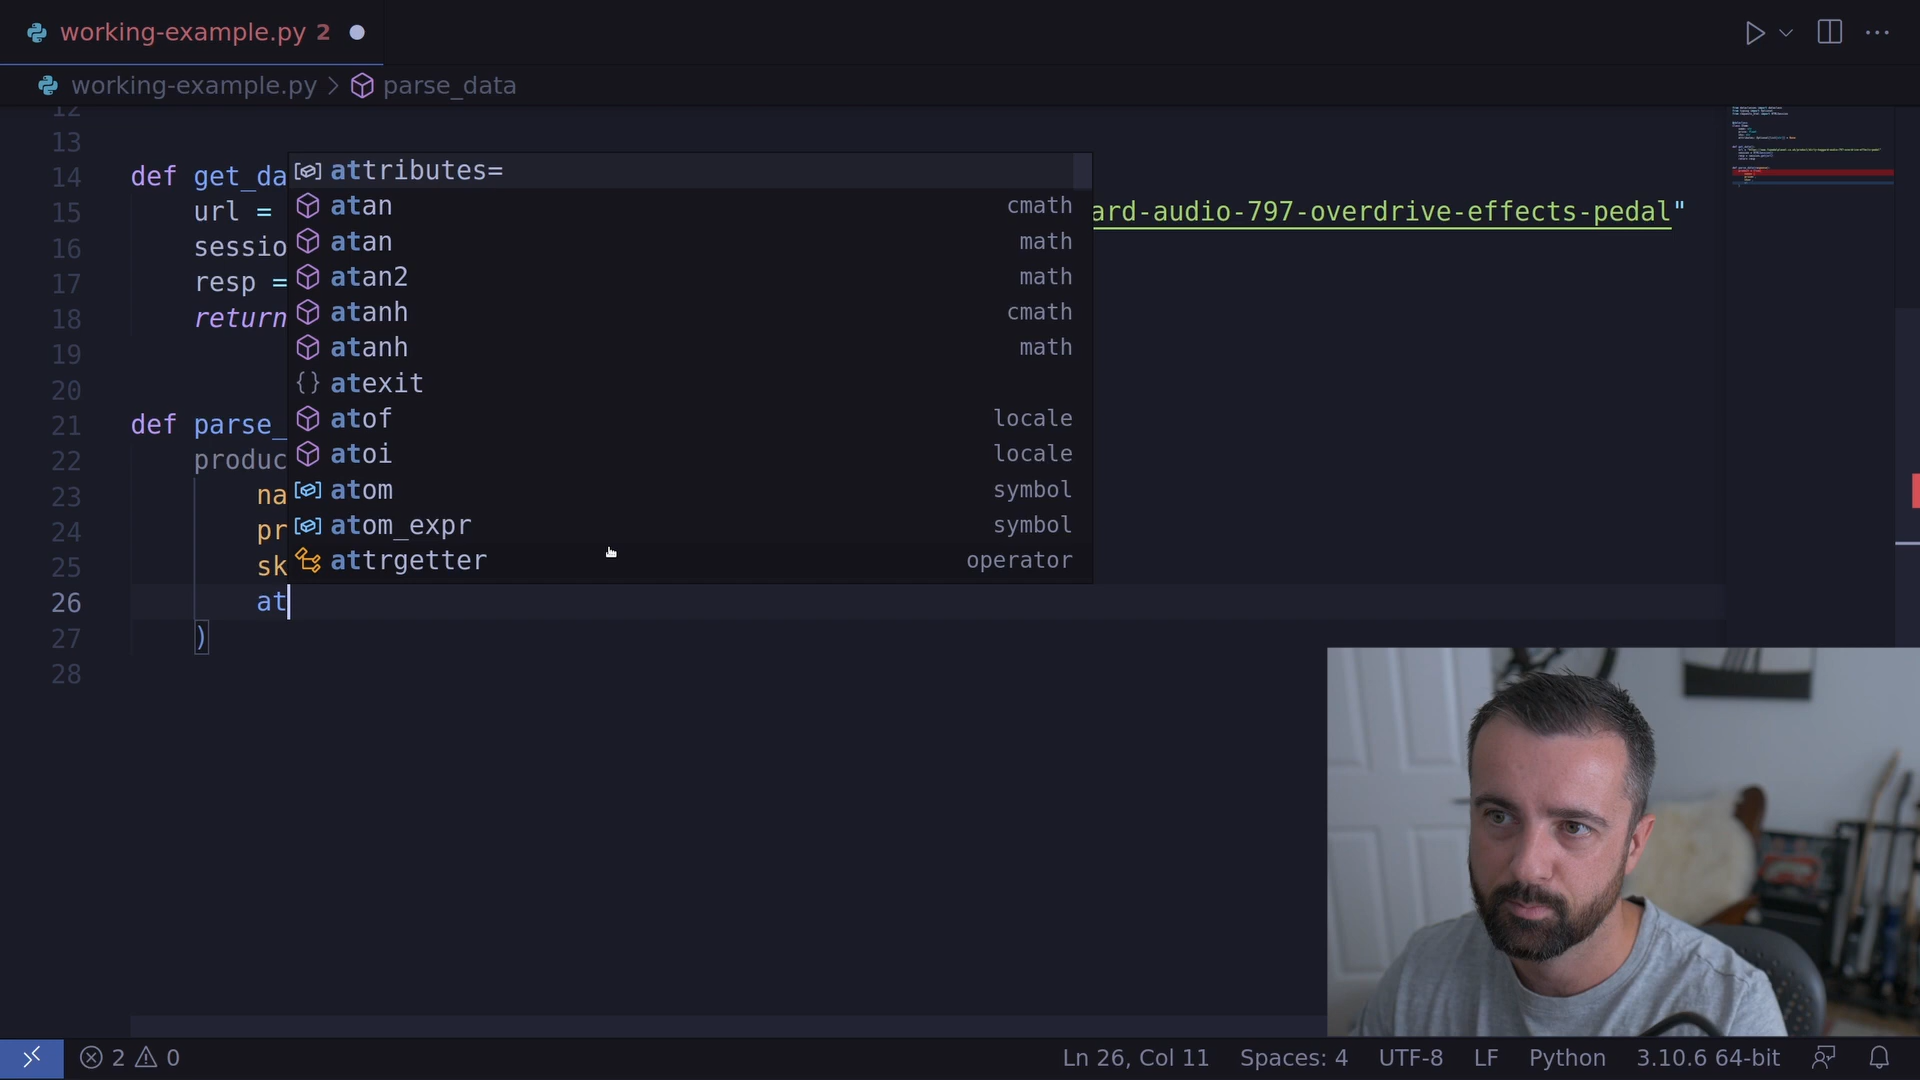 working-example.py 2
working-example.py > parse_data
12
13
14 def get_da
15 url = ard-audio-797-overdrive-effects-pedal"
16 sessio
17 resp =
18 return
19
20
21 def parse_
22 produc
23 na
24 pr
25 sk
26 at
27 )
28
attributes=
atan cmath
atan math
atan2 math
atanh cmath
atanh math
atexit
atof locale
atoi locale
atom symbol
atom_expr symbol
attrgetter operator
2 0 Ln 26, Col 11 Spaces: 4 UTF-8 LF Python 3.10.6 64-bit